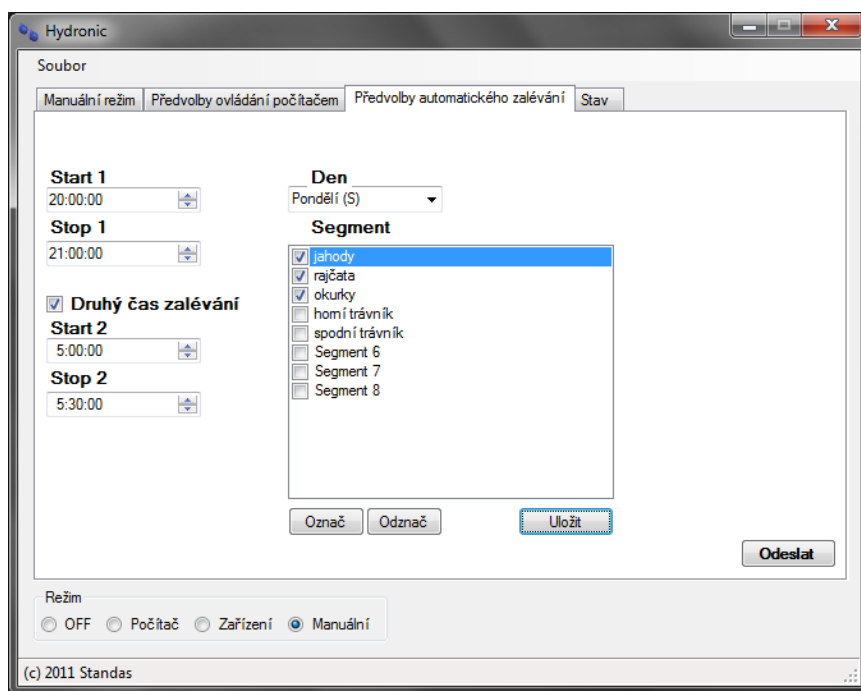 Hydronic
Soubor
Manuální režim Předvolby ovládání počítačem Předvolby automatického zalévání Stav
Start 1
20:00:00
Stop 1
21:00:00
Druhý čas zalévání
Start 2
5:00:00
Stop 2
5:30:00
Den
Pondělí (S)
Segment
jahody
rajčata
okurky
horní trávník
spodní trávník
Segment 6
Segment 7
Segment 8
Označ Odznač Uložit
Odeslat
Režim
OFF Počítač Zařízení Manuální
(c) 2011 Standas